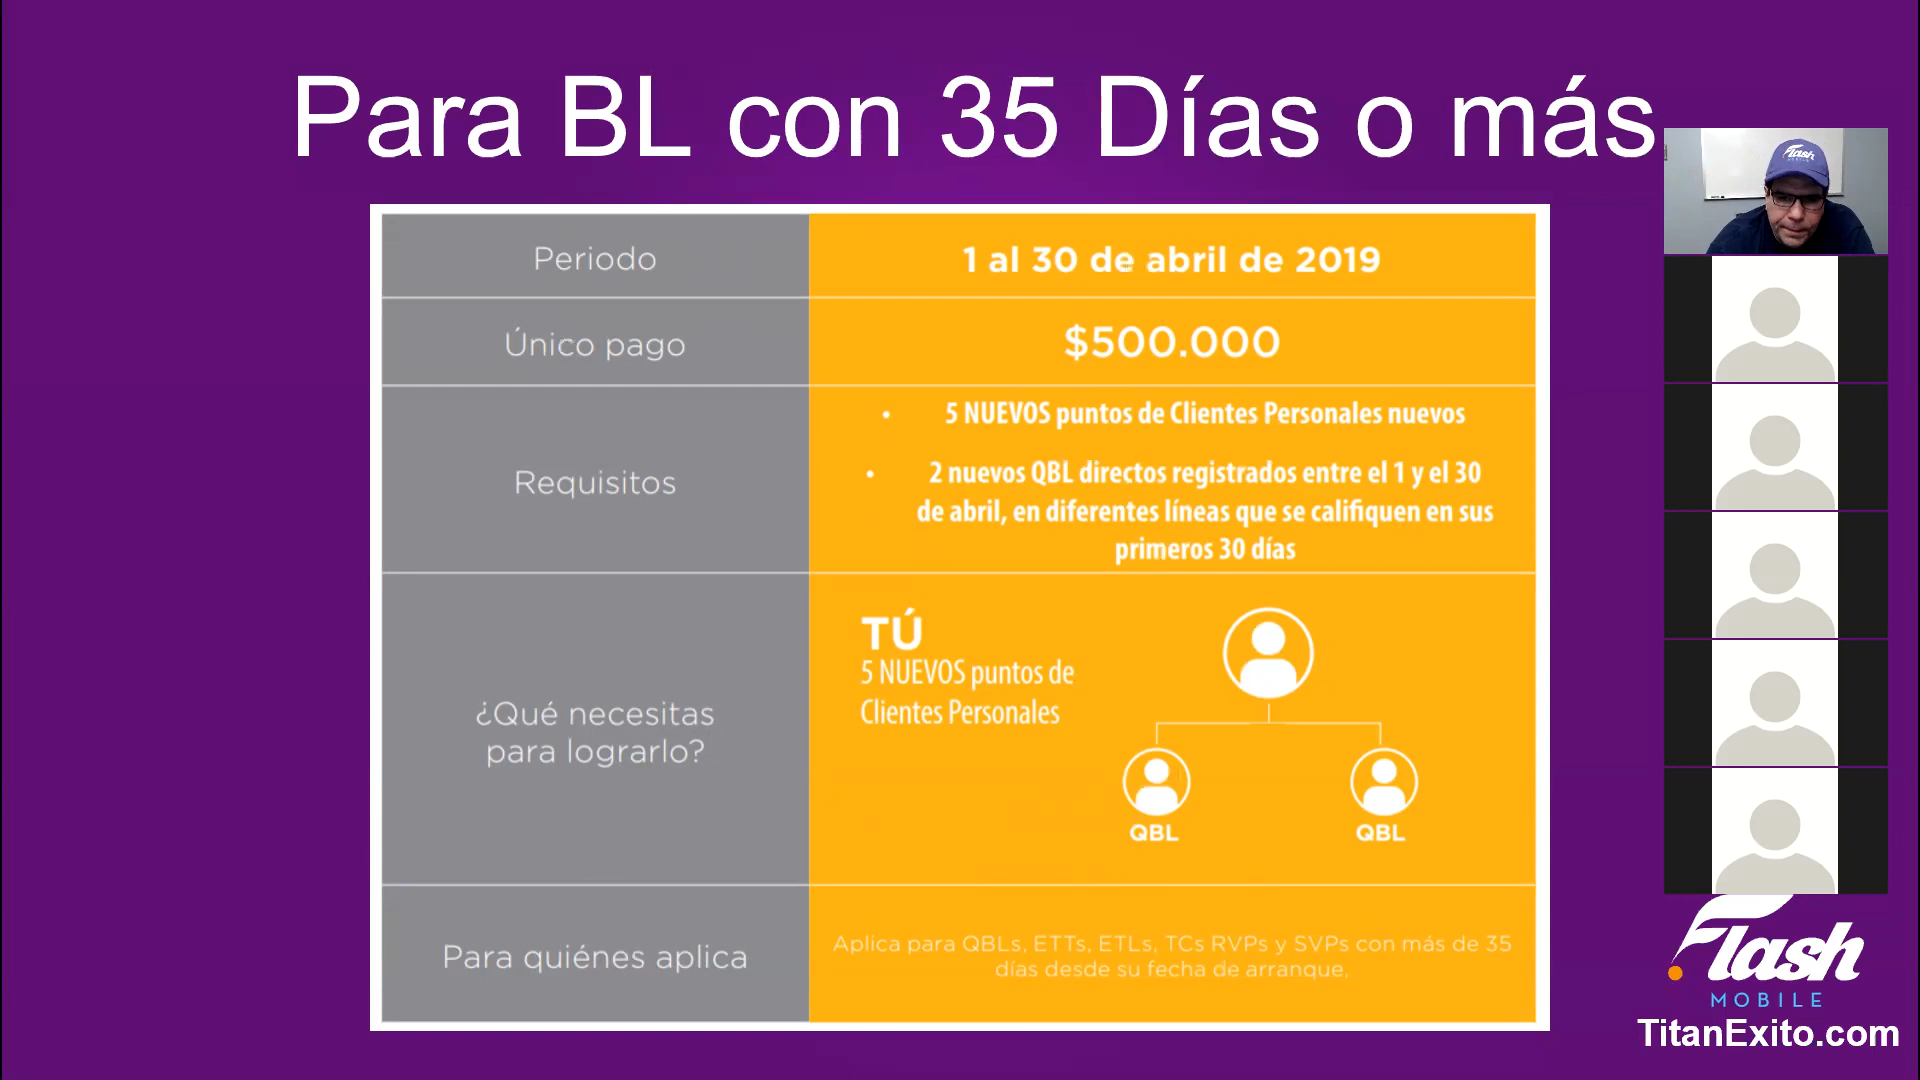 Para BL con 35 Días o más
Periodo
1 al 30 de abril de 2019
Único pago
$500.000
Requisitos
• 5 NUEVOS puntos de Clientes Personales nuevos
• 2 nuevos QBL directos registrados entre el 1 y el 30
de abril, en diferentes líneas que se califiquen en sus
primeros 30 días
¿Qué necesitas
para lograrlo?
TÚ
5 NUEVOS puntos de
Clientes Personales
QBL
QBL
Para quiénes aplica
Aplica para QBLs, ETTs, ETLs, TCs RVPs y SVPs con más de 35
días desde su fecha de arranque.
Flash
Flash
MOBILE
TitanExito.com